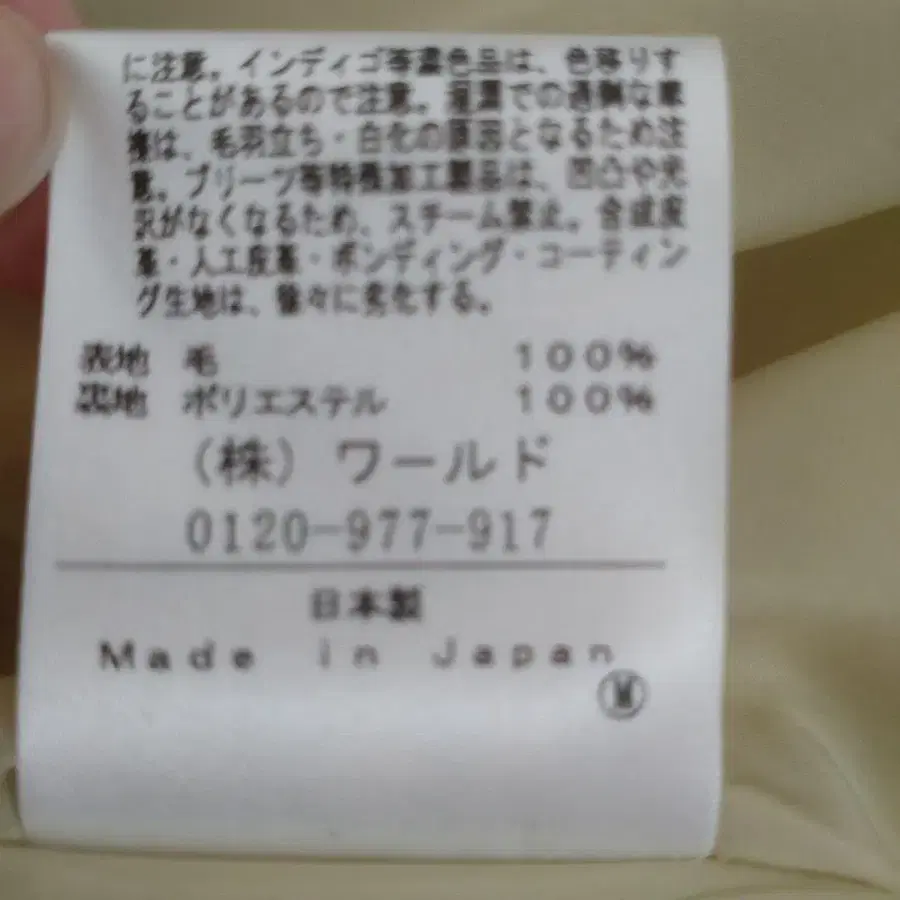 に注意。インディゴ等濃色品は、色移りす
ることがあるので注意。湿潤での過剰な摩
擦は、毛羽立ち・白化の原因となるため注
意。プリーツ等特殊加工製品は、凹凸や光
沢がなくなるため、スチーム禁止。合成皮
革・人工皮革・ボンディング・コーティン
グ生地は、徐々に劣化する。
表地 毛 100%
裏地 ポリエステル 100%
(株) ワールド
0120-977-917
日本製
Made in Japan
Ⓜ